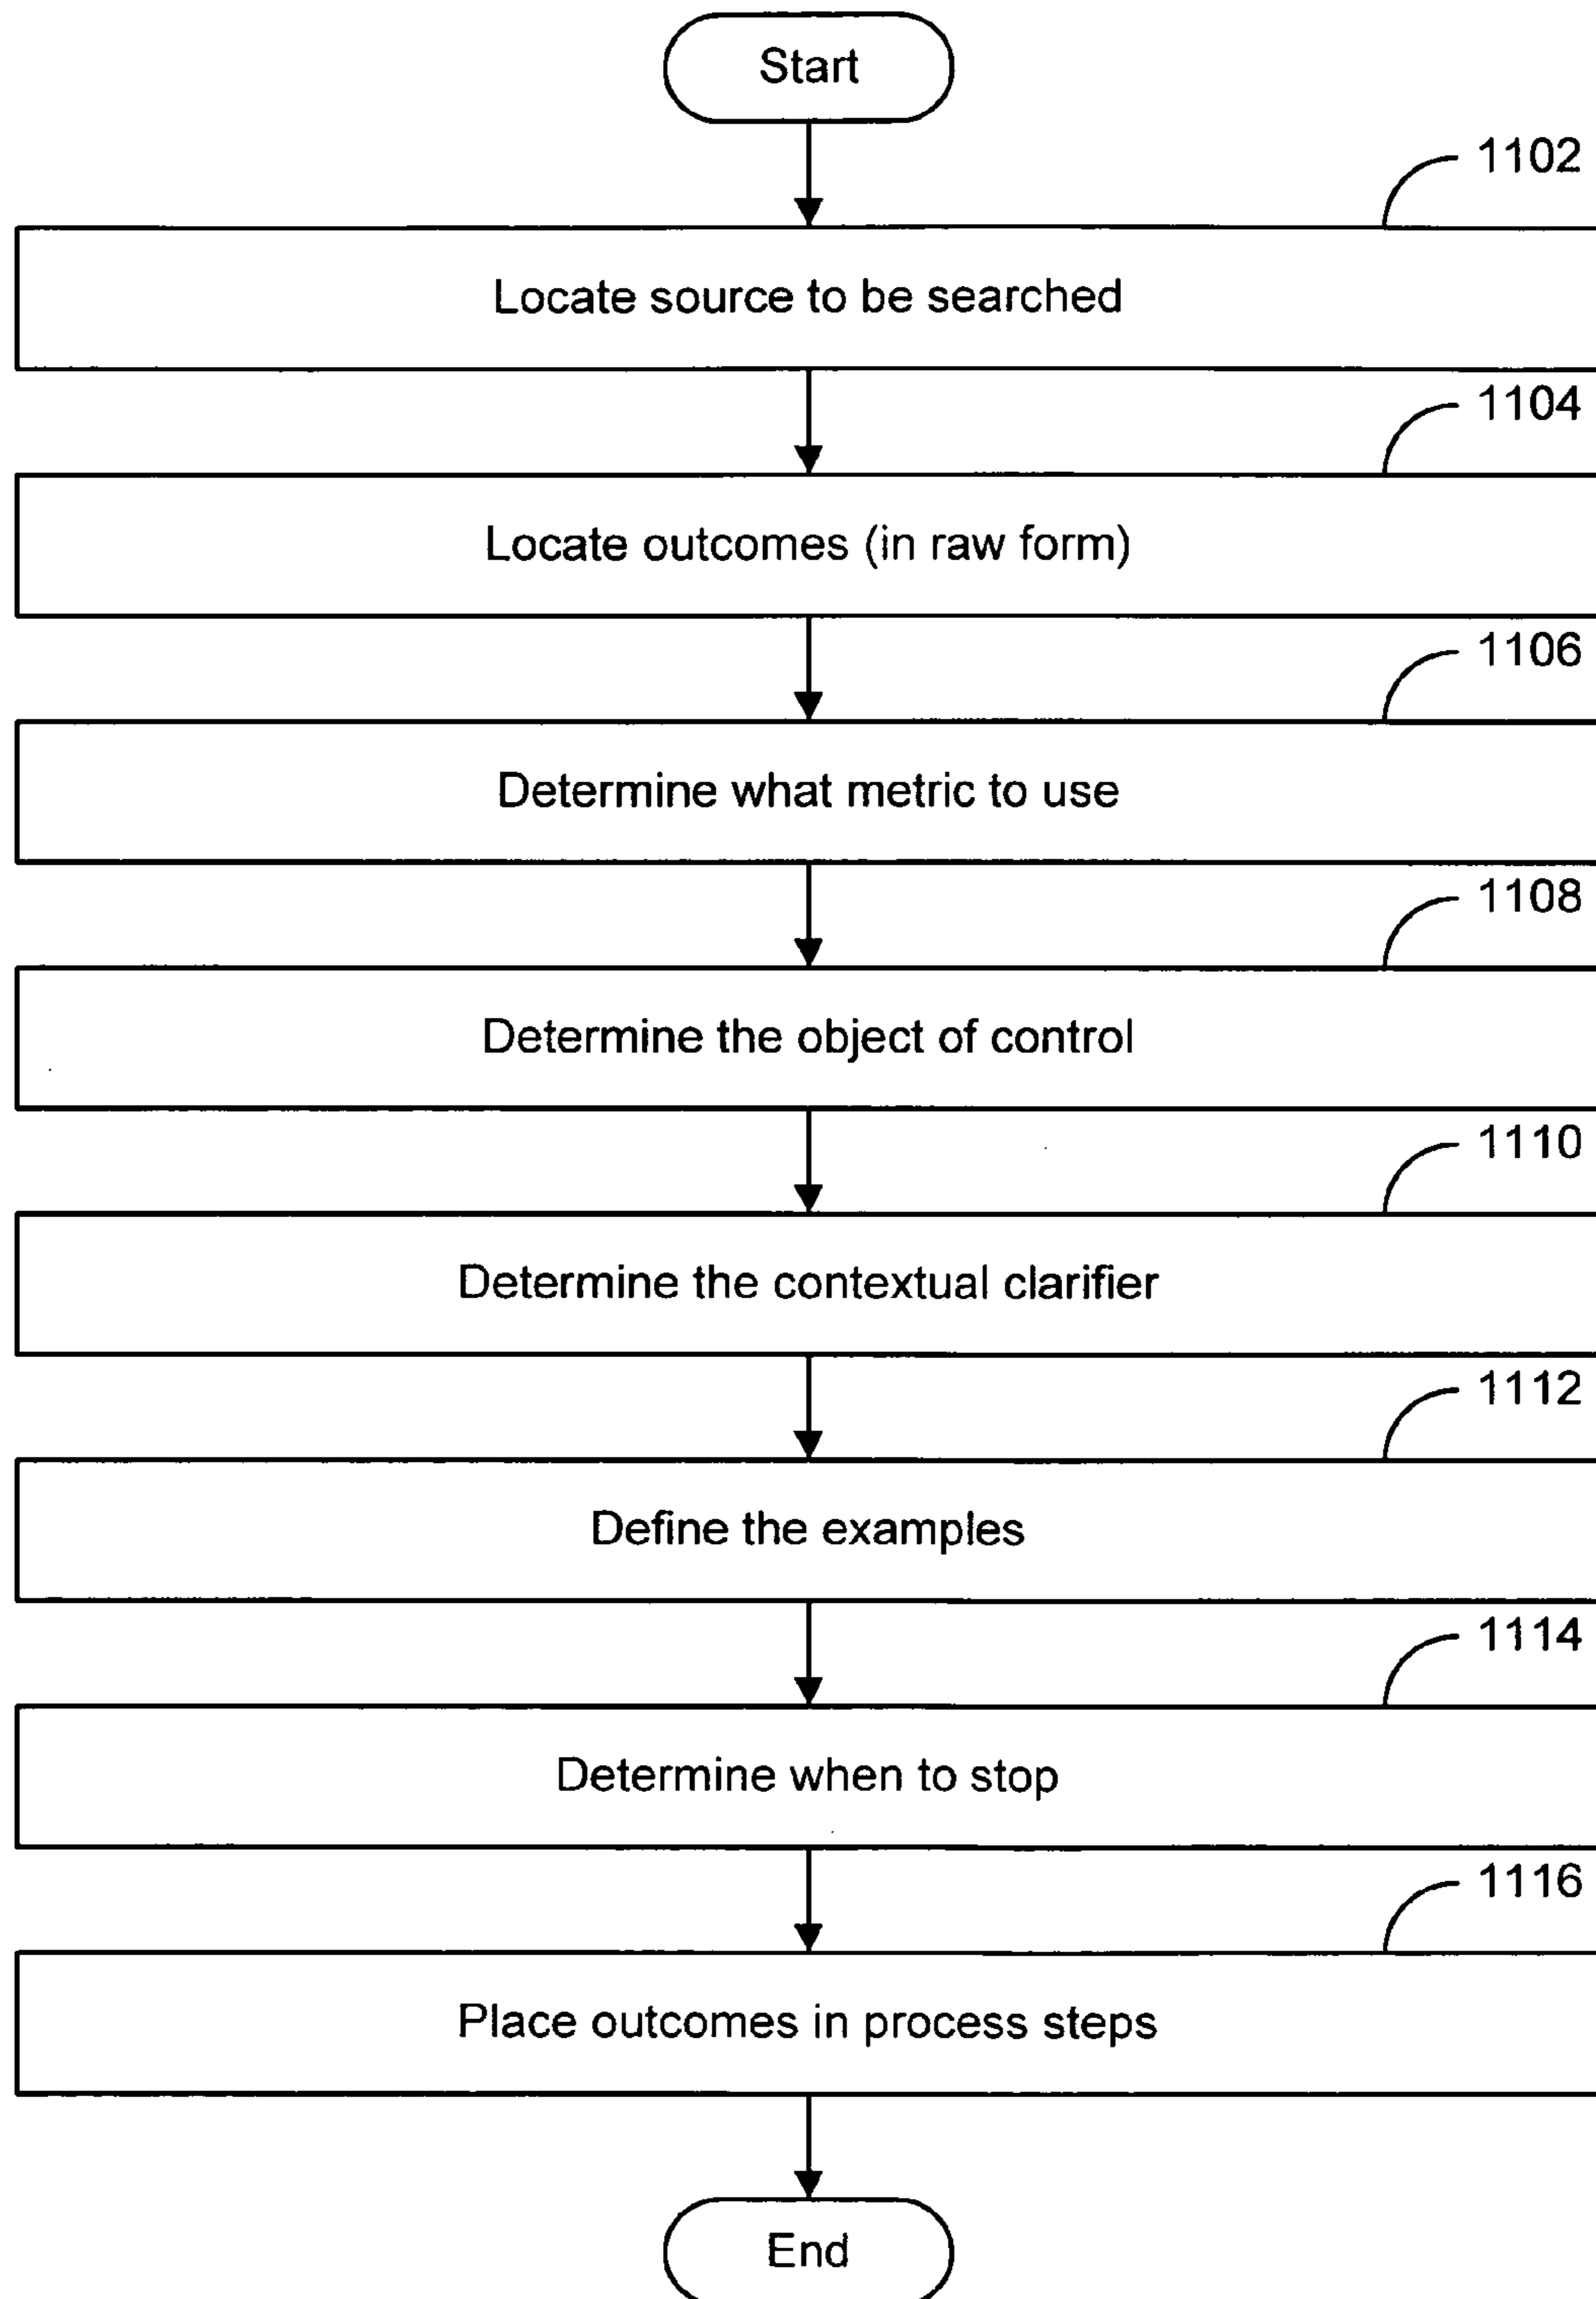 Start
1102
Locate source to be searched
1104
Locate outcomes (in raw form)
1106
Determine what metric to use
1108
Determine the object of control
1110
Determine the contextual clarifier
1112
Define the examples
1114
Determine when to stop
1116
Place outcomes in process steps
End